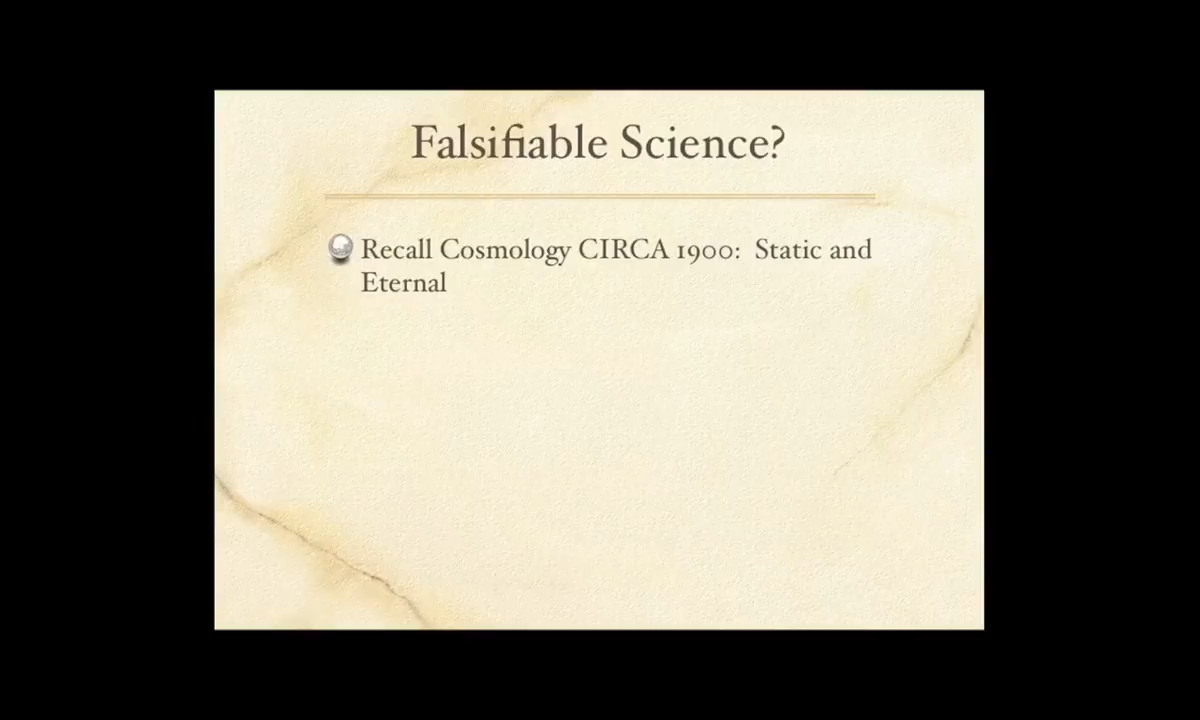 Falsifiable Science?
Recall Cosmology CIRCA 1900: Static and
Eternal